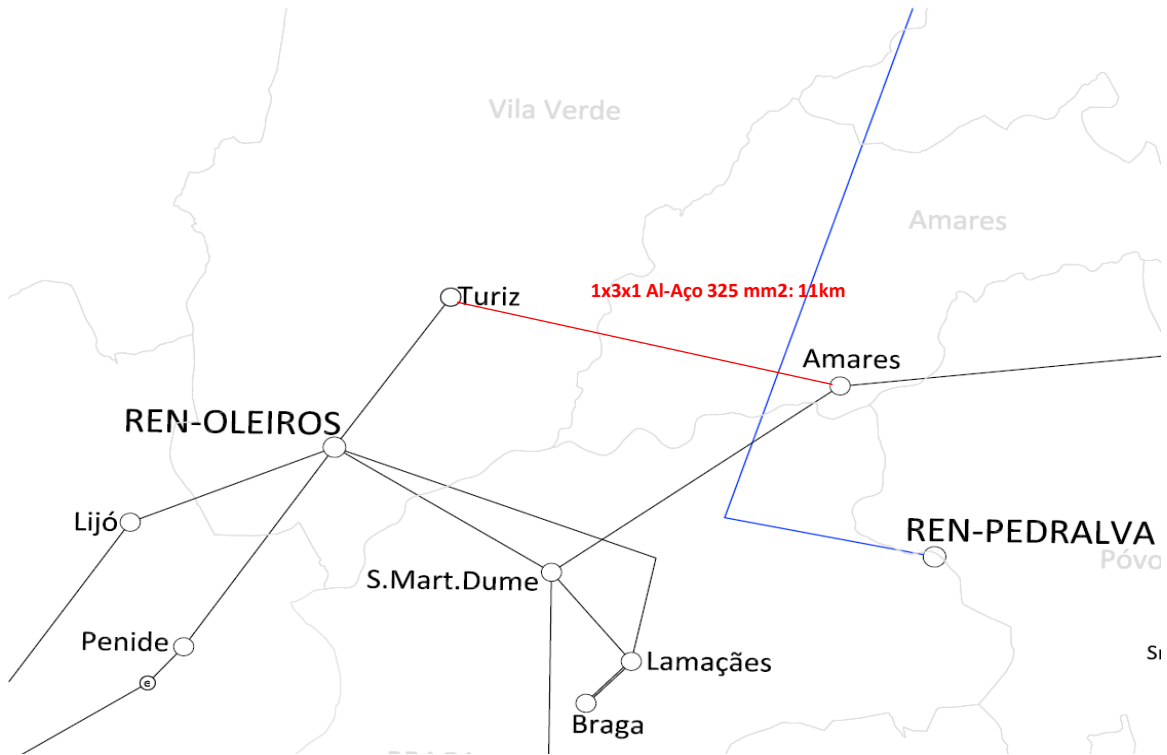 Vila Verde
Amares
Turiz
1x3x1 Al-Aço 325 mm2: 11km
Amares
REN-OLEIROS
Lijó
REN-PEDRALVA
Póvo
S.Mart.Dume
Penide
Lamaçães
Braga